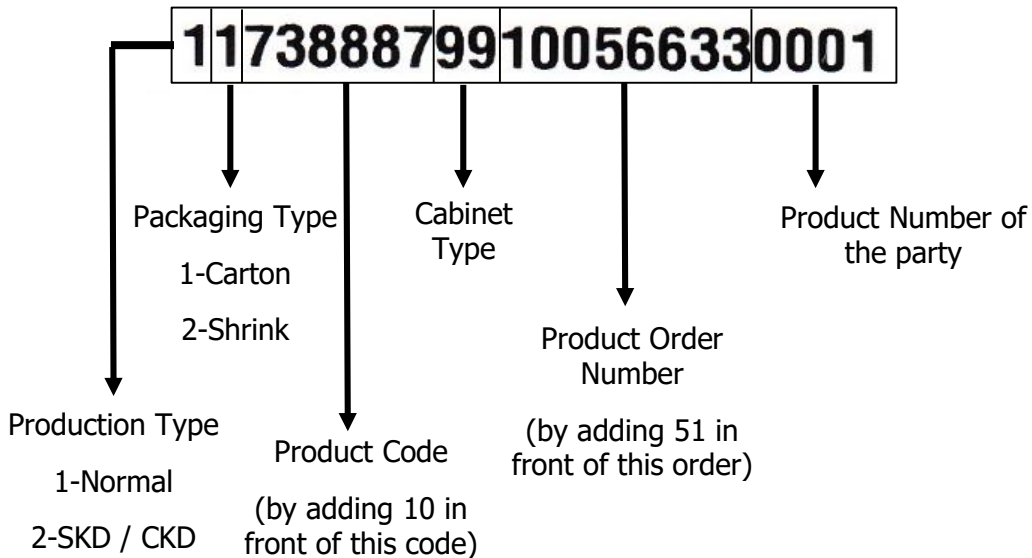 1173888799100566330001
Packaging Type
1-Carton
2-Shrink
Cabinet
Type
Product Number of
the party
Product Order
Number
(by adding 51 in
front of this order)
Production Type
1-Normal
2-SKD / CKD
Product Code
(by adding 10 in
front of this code)